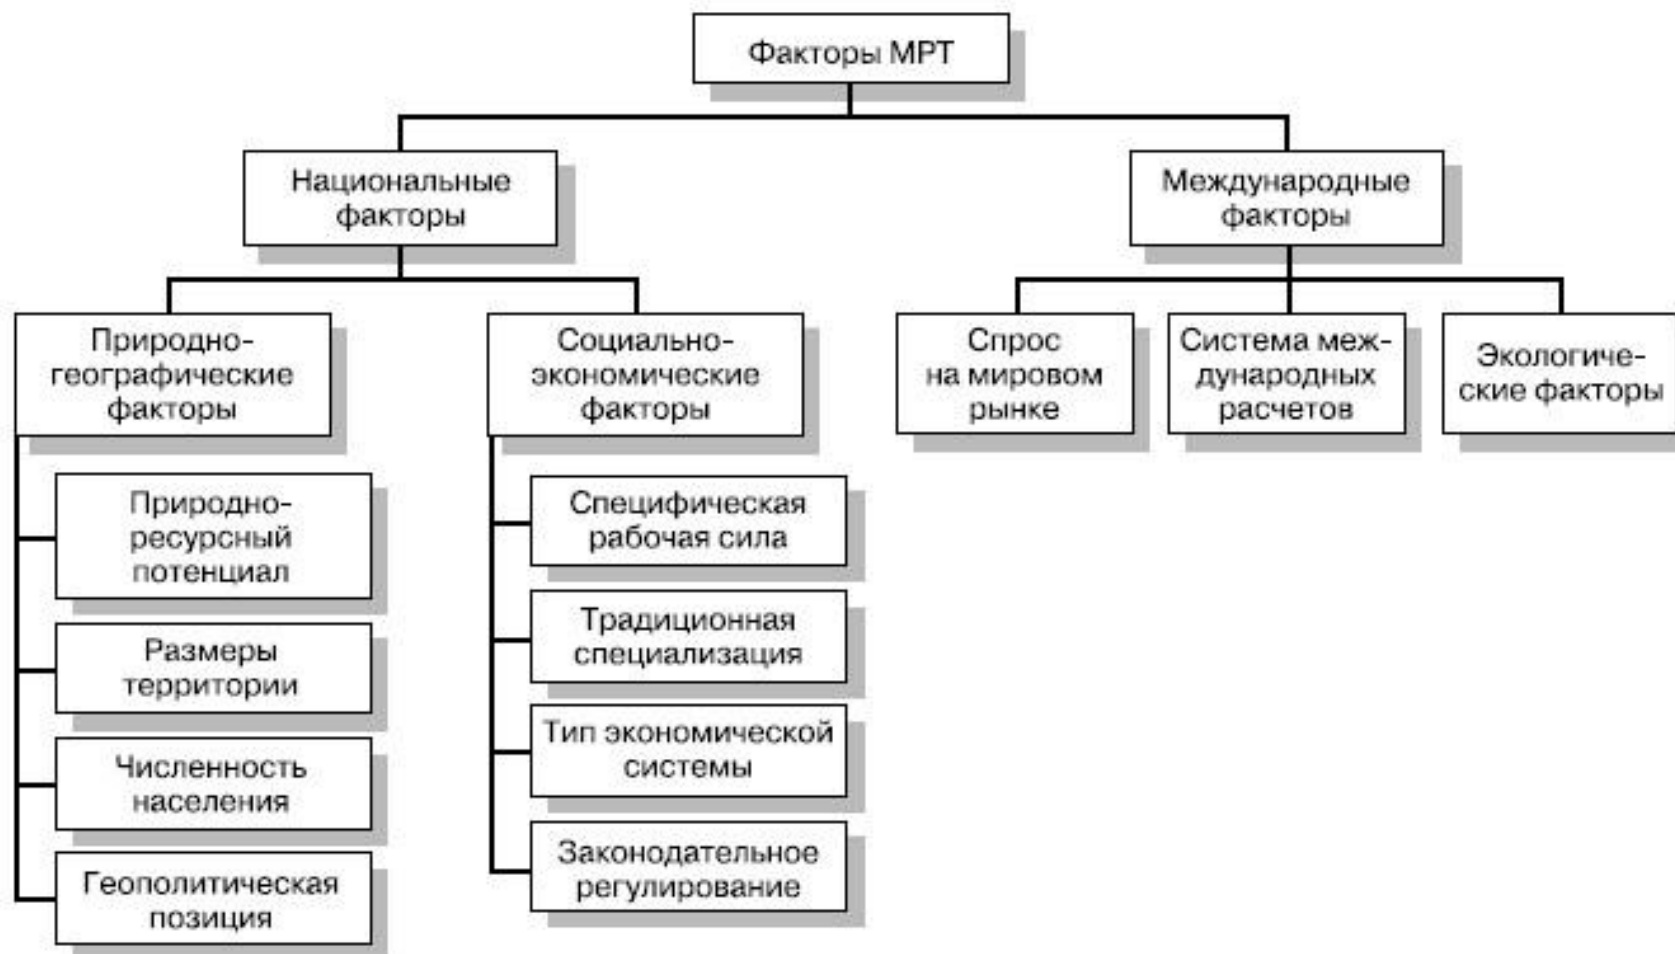 Факторы МРТ
Национальные
факторы
Международные
факторы
Природно-
географические
факторы
Социально-
экономические
факторы
Спрос
на мировом
рынке
Система меж-
дународных
расчетов
Экологиче-
ские факторы
Природно-
ресурсный
потенциал
Размеры
территории
Численность
населения
Геополитическая
позиция
Специфическая
рабочая сила
Традиционная
специализация
Тип экономической
системы
Законодательное
регулирование